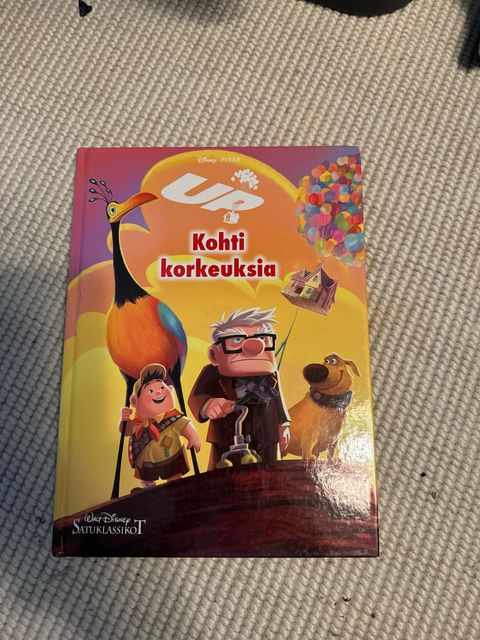 Disney PIXAR
UP
Kohti
korkeuksia
WALT DISNEY
SATUKLASSIKOT